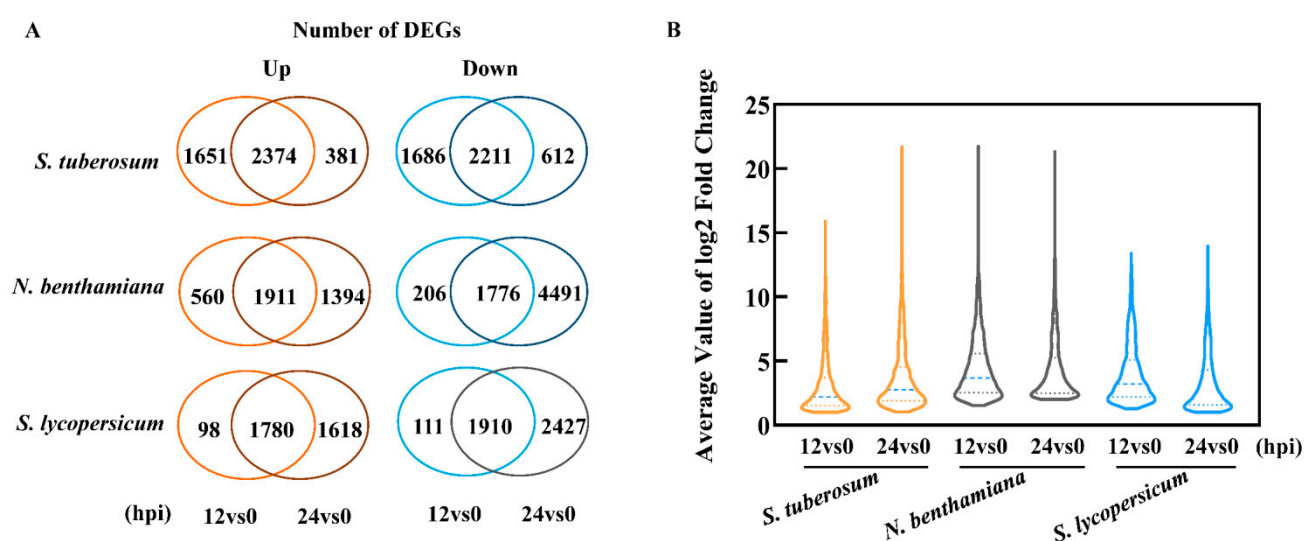 A
Number of DEGs
Up Down
S. tuberosum 1651 2374 381 1686 2211 612
N. benthamiana 560 1911 1394 206 1776 4491
S. lycopersicum 98 1780 1618 111 1910 2427
(hpi) 12vs0 24vs0 12vs0 24vs0
B
Average Value of log2 Fold Change
25
20
15
10
5
0
12vs0 24vs0 12vs0 24vs0 12vs0 24vs0 (hpi)
S. tuberosum N. benthamiana S. lycopersicum